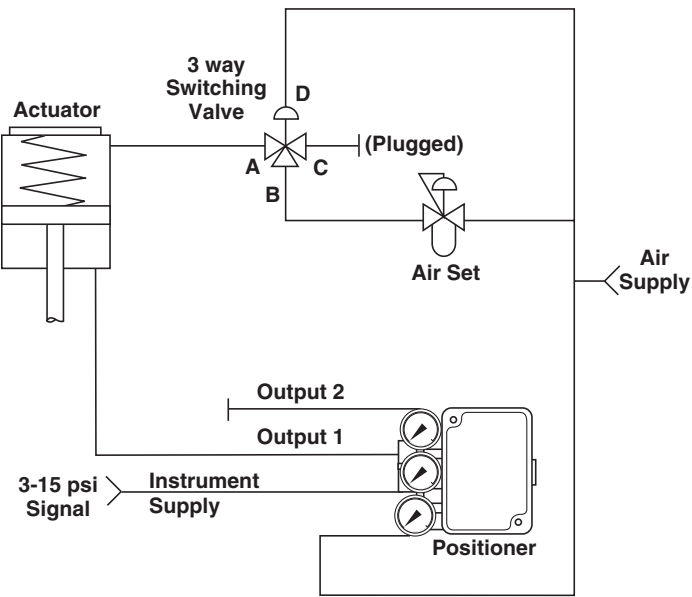 3 way
Switching
Valve
Actuator
D
(Plugged)
A
C
B
Air Set
Air
Supply
Output 2
Output 1
3-15 psi
Signal
Instrument
Supply
Positioner